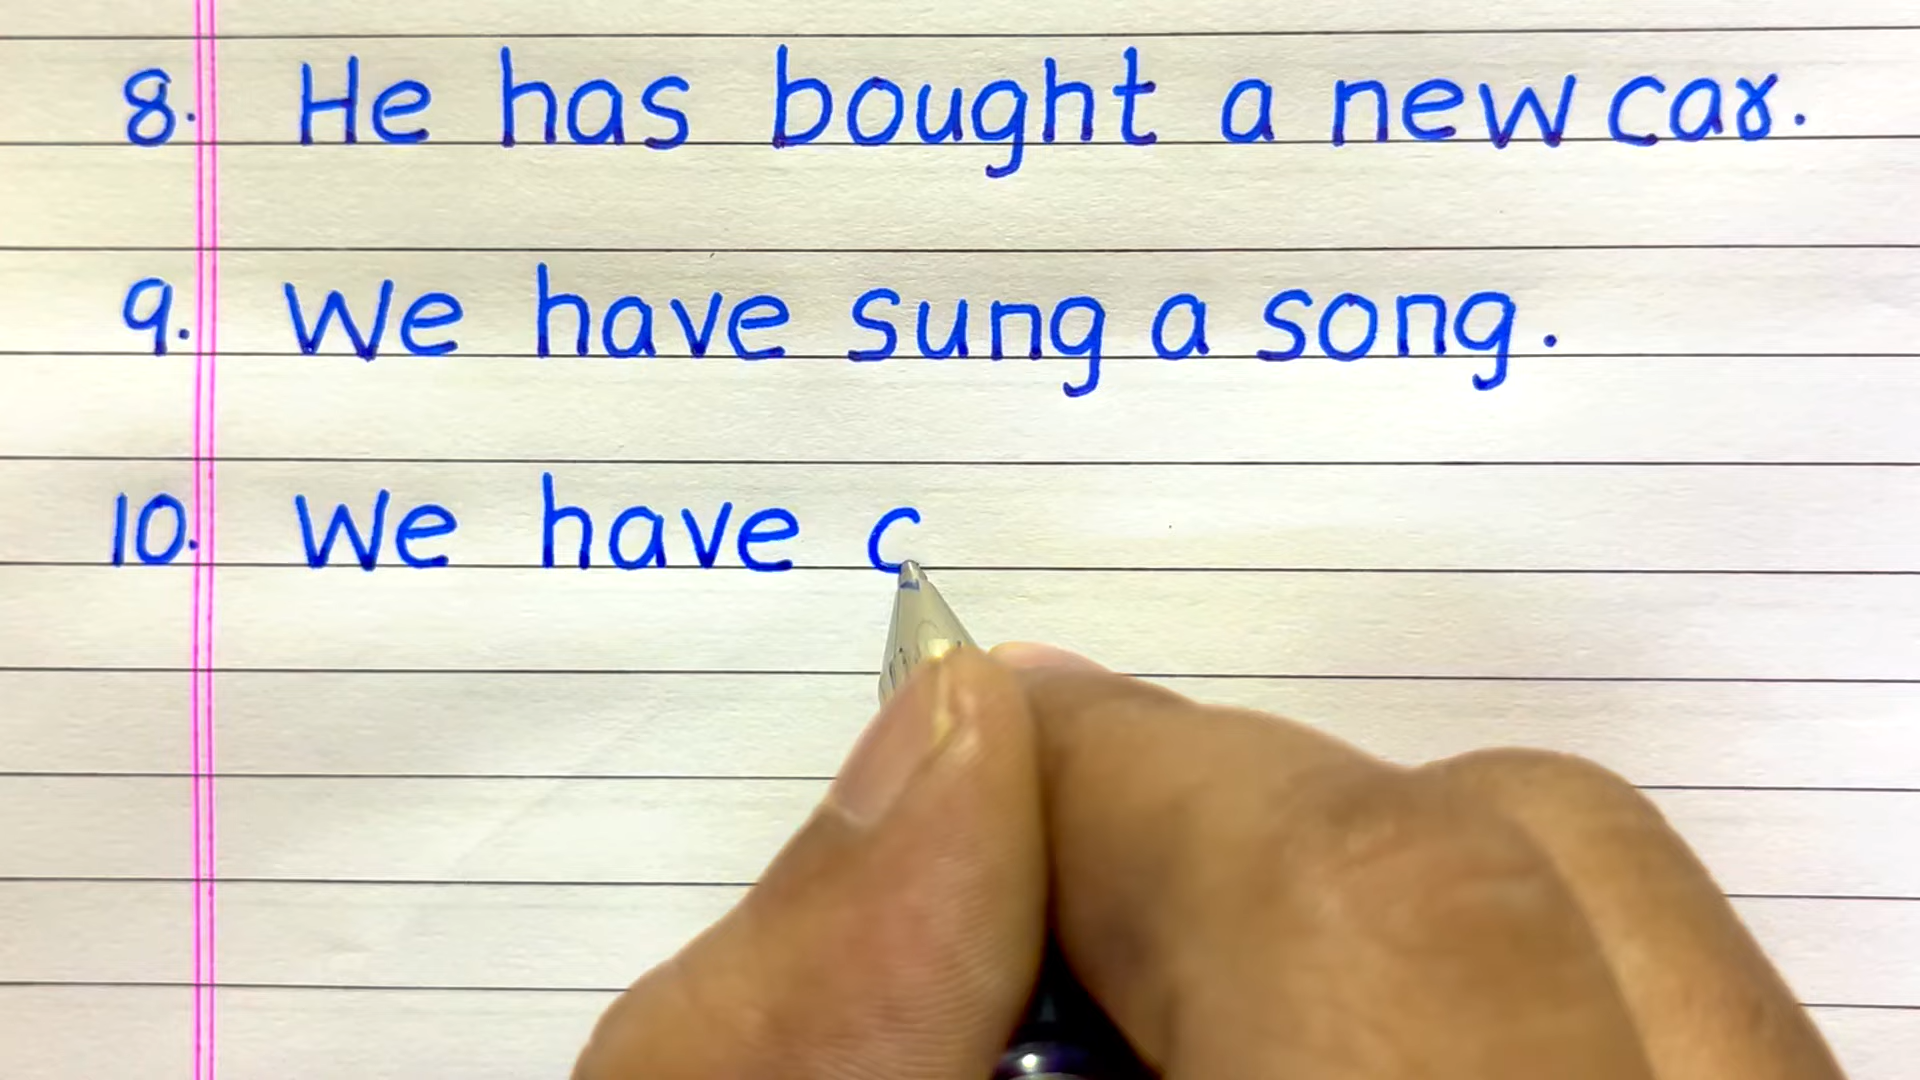 8. He has bought a new car.
9. We have sung a song.
10. We have c